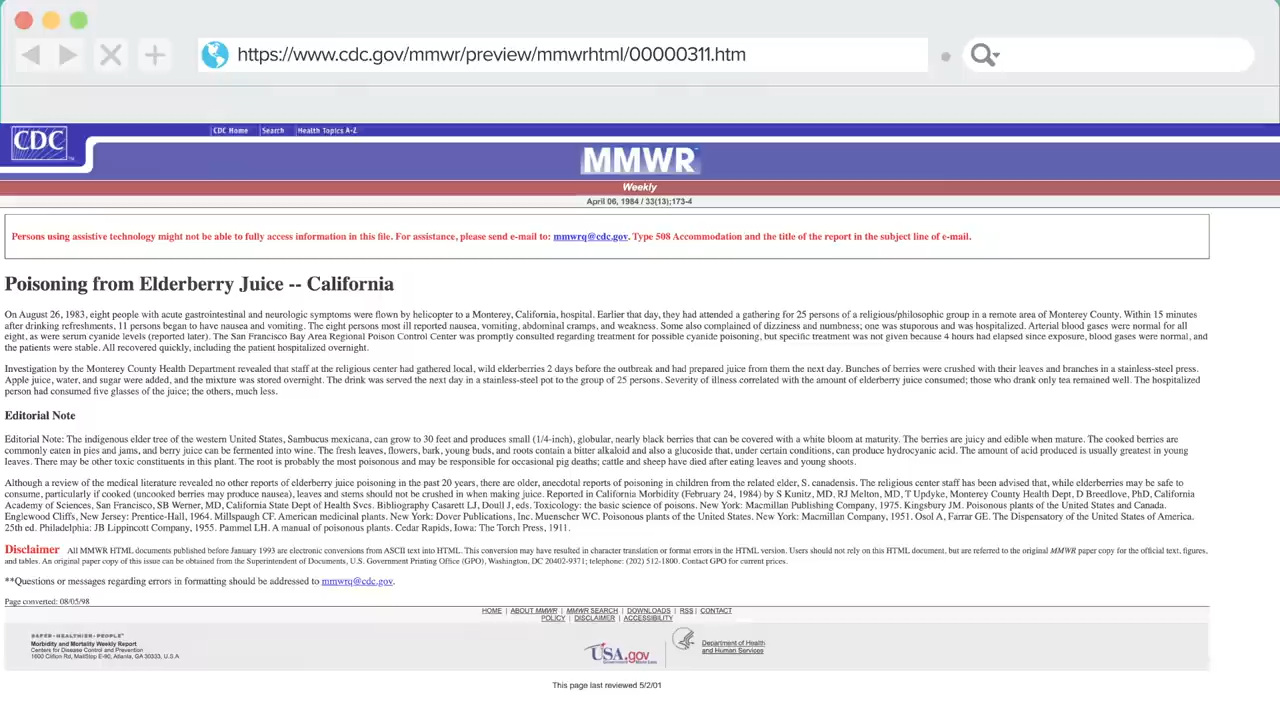 https://www.cdc.gov/mmwr/preview/mmwrhtml/00000311.htm
CDC Home
Search
Health Topics A-Z
CDC
MMWR
Weekly
April 06, 1984 / 33(13);173-4
Persons using assistive technology might not be able to fully access information in this file. For assistance, please send e-mail to: mmwrq@cdc.gov. Type 508 Accommodation and the title of the report in the subject line of e-mail.
Poisoning from Elderberry Juice -- California
On August 26, 1983, eight people with acute gastrointestinal and neurologic symptoms were flown by helicopter to a Monterey, California, hospital. Earlier that day, they had attended a gathering for 25 persons of a religious/philosophic group in a remote area of Monterey County. Within 15 minutes
after drinking refreshments, 11 persons began to have nausea and vomiting. The eight persons most ill reported nausea, vomiting, abdominal cramps, and weakness. Some also complained of dizziness and numbness; one was stuporous and was hospitalized. Arterial blood gases were normal for all
eight, as were serum cyanide levels (reported later). The San Francisco Bay Area Regional Poison Control Center was promptly consulted regarding treatment for possible cyanide poisoning, but specific treatment was not given because 4 hours had elapsed since exposure, blood gases were normal, and
the patients were stable. All recovered quickly, including the patient hospitalized overnight.
Investigation by the Monterey County Health Department revealed that staff at the religious center had gathered local, wild elderberries 2 days before the outbreak and had prepared juice from them the next day. Bunches of berries were crushed with their leaves and branches in a stainless-steel press.
Apple juice, water, and sugar were added, and the mixture was stored overnight. The drink was served the next day in a stainless-steel pot to the group of 25 persons. Severity of illness correlated with the amount of elderberry juice consumed; those who drank only tea remained well. The hospitalized
person had consumed five glasses of the juice; the others, much less.
Editorial Note
Editorial Note: The indigenous elder tree of the western United States, Sambucus mexicana, can grow to 30 feet and produces small (1/4-inch), globular, nearly black berries that can be covered with a white bloom at maturity. The berries are juicy and edible when mature. The cooked berries are
commonly eaten in pies and jams, and berry juice can be fermented into wine. The fresh leaves, flowers, bark, young buds, and roots contain a bitter alkaloid and also a glucoside that, under certain conditions, can produce hydrocyanic acid. The amount of acid produced is usually greatest in young
leaves. There may be other toxic constituents in this plant. The root is probably the most poisonous and may be responsible for occasional pig deaths; cattle and sheep have died after eating leaves and young shoots.
Although a review of the medical literature revealed no other reports of elderberry juice poisoning in the past 20 years, there are older, anecdotal reports of poisoning in children from the related elder, S. canadensis. The religious center staff has been advised that, while elderberries may be safe to
consume, particularly if cooked (uncooked berries may produce nausea), leaves and stems should not be crushed in when making juice. Reported in California Morbidity (February 24, 1984) by S Kunitz, MD, RJ Melton, MD, T Updyke, Monterey County Health Dept, D Breedlove, PhD, California
Academy of Sciences, San Francisco, SB Werner, MD, California State Dept of Health Svcs. Bibliography Casarett LJ, Doull J, eds. Toxicology: the basic science of poisons. New York: Macmillan Publishing Company, 1975. Kingsbury JM. Poisonous plants of the United States and Canada.
Englewood Cliffs, New Jersey: Prentice-Hall, 1964. Millspaugh CF. American medicinal plants. New York: Dover Publications, Inc. Muenscher WC. Poisonous plants of the United States. New York: Macmillan Company, 1951. Osol A, Farrar GE. The Dispensatory of the United States of America.
25th ed. Philadelphia: JB Lippincott Company, 1955. Pammel LH. A manual of poisonous plants. Cedar Rapids, Iowa: The Torch Press, 1911.
Disclaimer All MMWR HTML documents published before January 1993 are electronic conversions from ASCII text into HTML. This conversion may have resulted in character translation or format errors in the HTML version. Users should not rely on this HTML document, but are referred to the original MMWR paper copy for the official text, figures,
and tables. An original paper copy of this issue can be obtained from the Superintendent of Documents, U.S. Government Printing Office (GPO), Washington, DC 20402-9371; telephone: (202) 512-1800. Contact GPO for current prices.
**Questions or messages regarding errors in formatting should be addressed to mmwrq@cdc.gov.
Page converted: 08/05/98
HOME | ABOUT MMWR | MMWR SEARCH | DOWNLOADS | RSS | CONTACT
POLICY | DISCLAIMER | ACCESSIBILITY
SAFER•HEALTHIER•PEOPLE™
Morbidity and Mortality Weekly Report
Centers for Disease Control and Prevention
1600 Clifton Rd, MailStop E-90, Atlanta, GA 30333, U.S.A
USA.gov
Department of Health
and Human Services
This page last reviewed 5/2/01